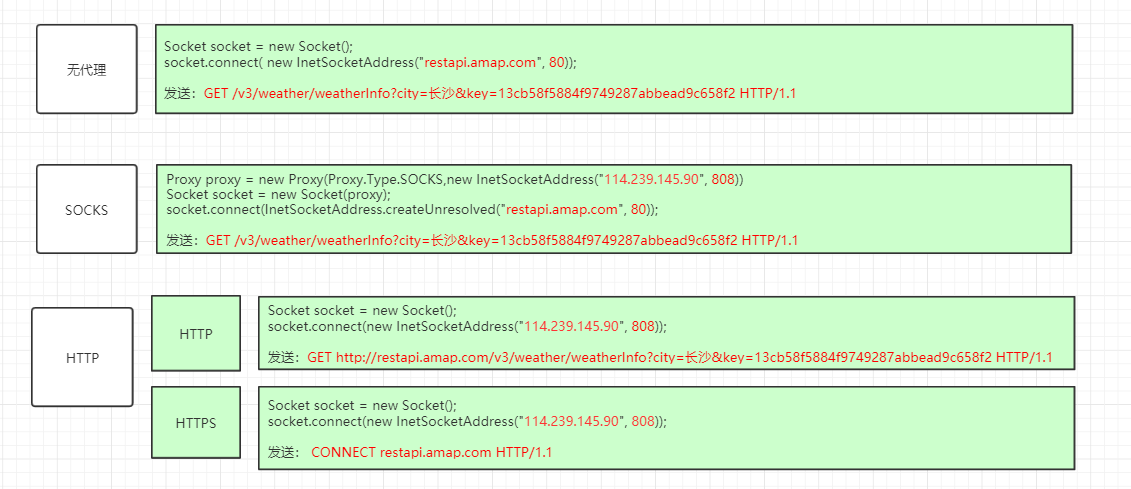 无代理
Socket socket = new Socket();
socket.connect( new InetSocketAddress("restapi.amap.com", 80));
发送：GET /v3/weather/weatherInfo?city=长沙&key=13cb58f5884f9749287abbead9c658f2 HTTP/1.1
SOCKS
Proxy proxy = new Proxy(Proxy.Type.SOCKS,new InetSocketAddress("114.239.145.90", 808))
Socket socket = new Socket(proxy);
socket.connect(InetSocketAddress.createUnresolved("restapi.amap.com", 80));
发送：GET /v3/weather/weatherInfo?city=长沙&key=13cb58f5884f9749287abbead9c658f2 HTTP/1.1
HTTP
HTTP
Socket socket = new Socket();
socket.connect(new InetSocketAddress("114.239.145.90", 808));
发送：GET http://restapi.amap.com/v3/weather/weatherInfo?city=长沙&key=13cb58f5884f9749287abbead9c658f2 HTTP/1.1
HTTPS
Socket socket = new Socket();
socket.connect(new InetSocketAddress("114.239.145.90", 808));
发送： CONNECT restapi.amap.com HTTP/1.1